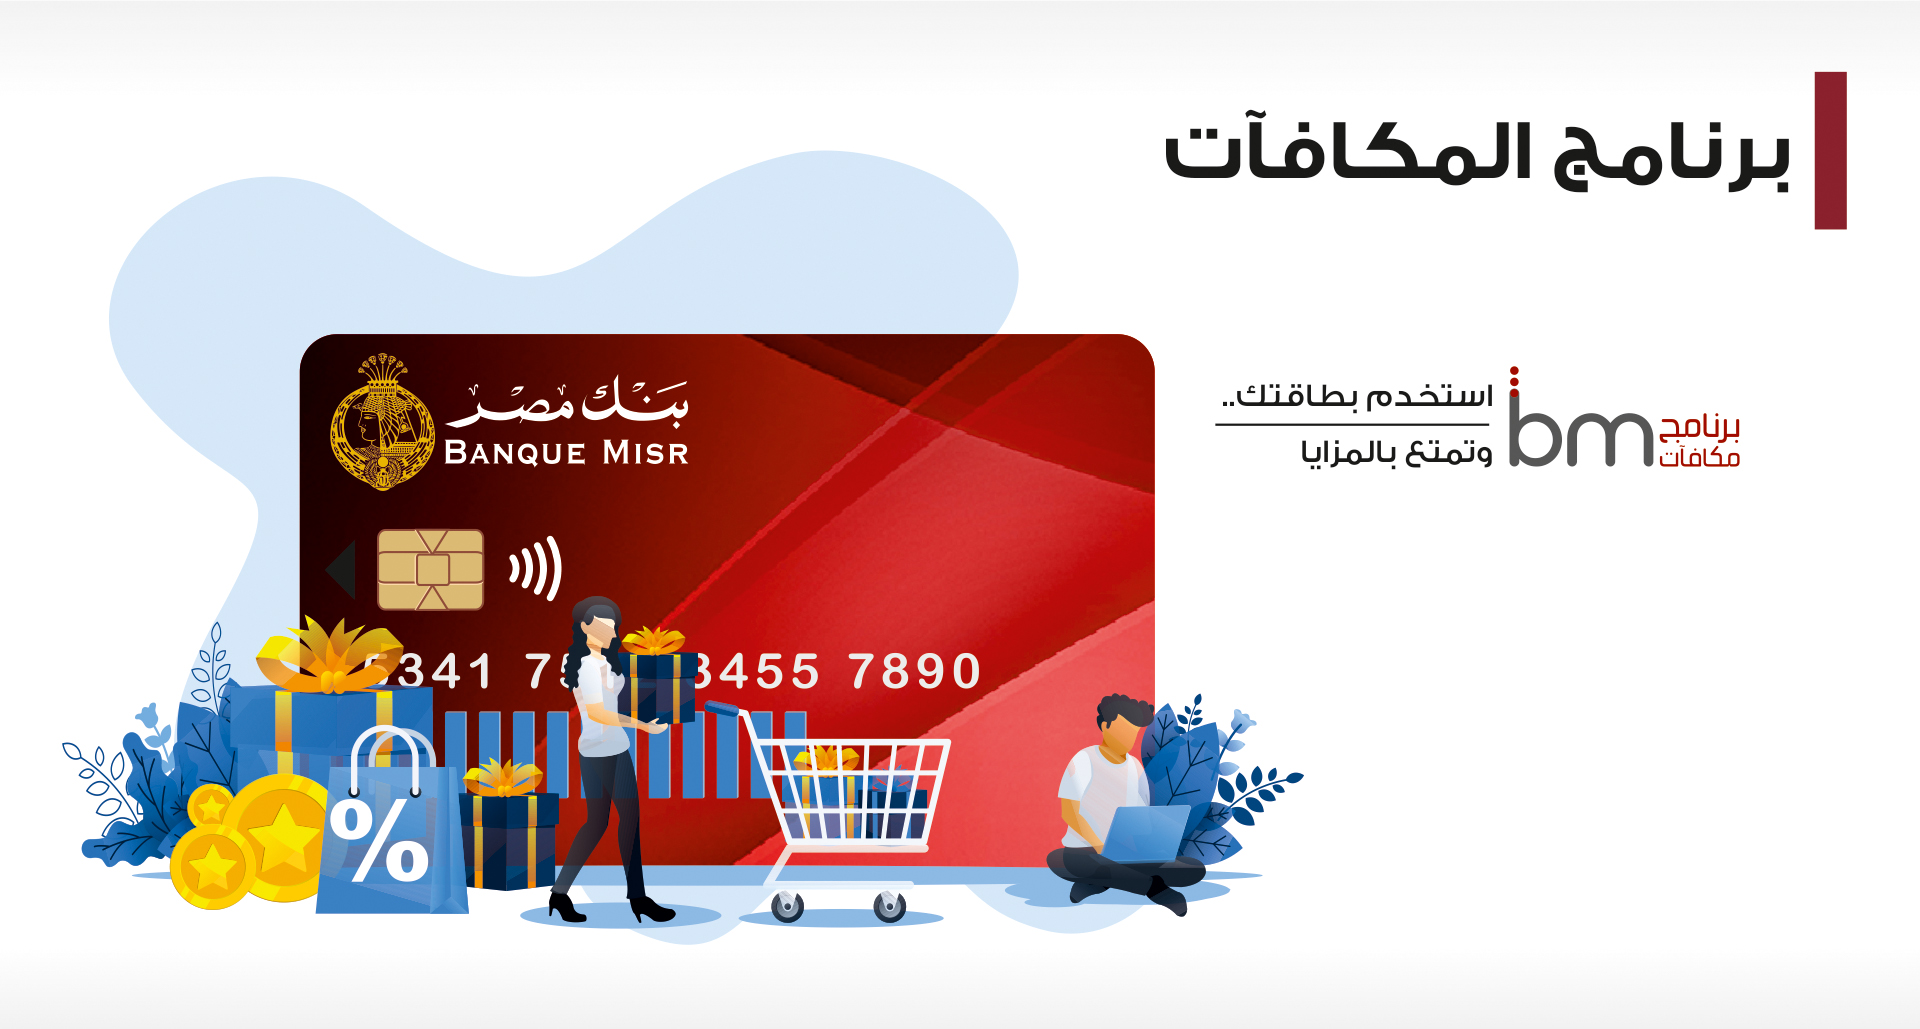 برنامج المكافآت
برنامج
مكافآت
bm
استخدم بطاقتك..
وتمتع بالمزايا
بنك مصر
BANQUE MISR
341 7
3455 7890
%